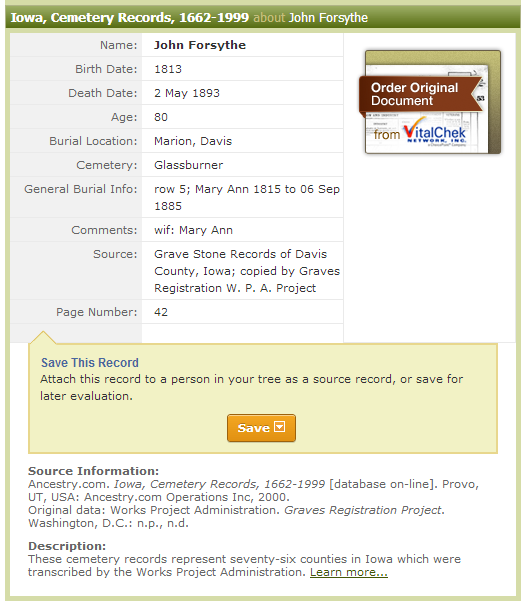 Iowa, Cemetery Records, 1662-1999 about John Forsythe
Name: John Forsythe
Birth Date: 1813
Death Date: 2 May 1893
Age: 80
Burial Location: Marion, Davis
Cemetery: Glassburner
General Burial Info: row 5; Mary Ann 1815 to 06 Sep
1885
Comments: wif: Mary Ann
Source: Grave Stone Records of Davis
County, Iowa; copied by Graves
Registration W. P. A. Project
Page Number: 42
Order Original
Document
from VitalChek
NETWORK, INC.
Save This Record
Attach this record to a person in your tree as a source record, or save for
later evaluation.
Save
Source Information:
Ancestry.com. Iowa, Cemetery Records, 1662-1999 [database on-line]. Provo,
UT, USA: Ancestry.com Operations Inc, 2000.
Original data: Works Project Administration. Graves Registration Project.
Washington, D.C.: n.p., n.d.
Description:
These cemetery records represent seventy-six counties in Iowa which were
transcribed by the Works Project Administration. Learn more...